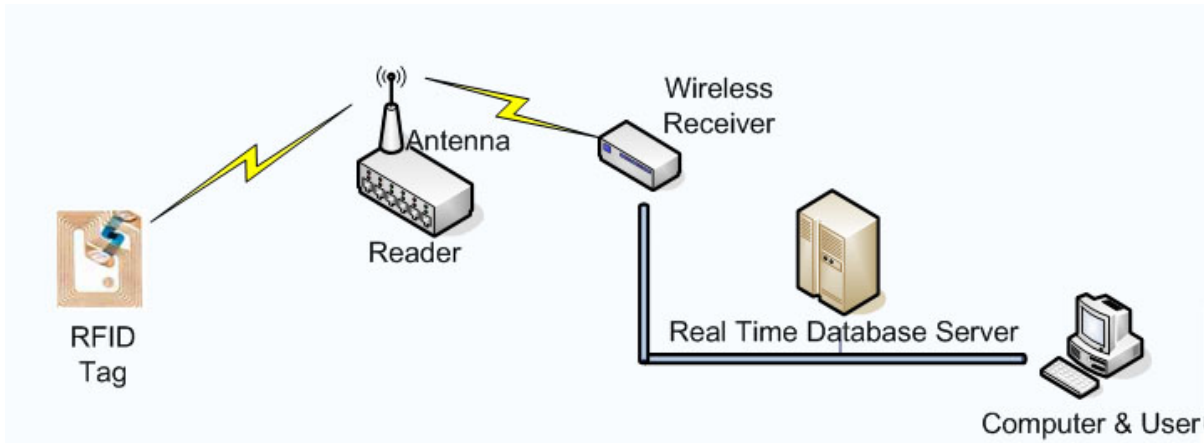 Wireless
Receiver
Antenna
Reader
RFID
Tag
Real Time Database Server
Computer & User